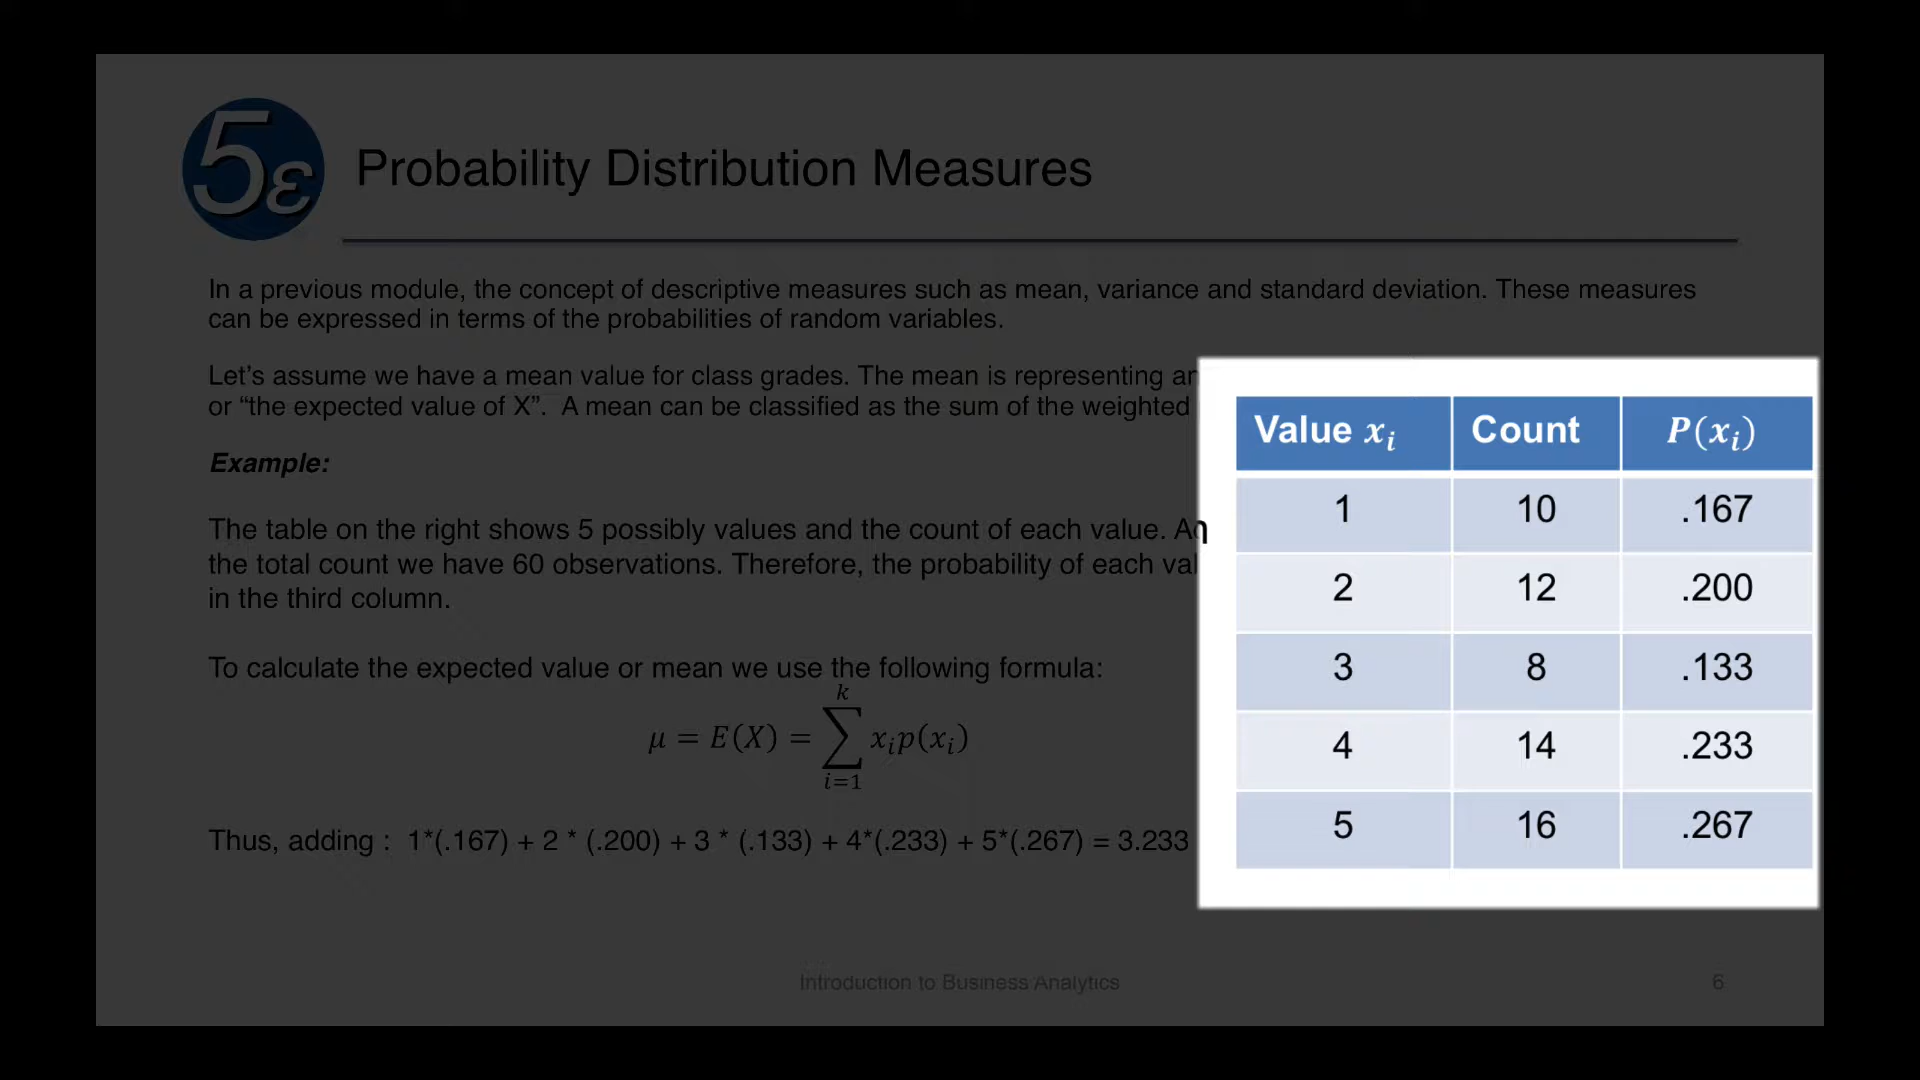 5ε
Probability Distribution Measures
In a previous module, the concept of descriptive measures such as mean, variance and standard deviation. These measures
can be expressed in terms of the probabilities of random variables.
Let’s assume we have a mean value for class grades. The mean is representing an
or “the expected value of X”. A mean can be classified as the sum of the weighted
Example:
The table on the right shows 5 possibly values and the count of each value. An
the total count we have 60 observations. Therefore, the probability of each val
in the third column.
To calculate the expected value or mean we use the following formula:
μ = E(X) = ∑_{i=1}^{k} x_i p(x_i)
Thus, adding : 1*(.167) + 2 * (.200) + 3 * (.133) + 4*(.233) + 5*(.267) = 3.233
Value x_i Count P(x_i)
1 10 .167
2 12 .200
3 8 .133
4 14 .233
5 16 .267
Introduction to Business Analytics 6